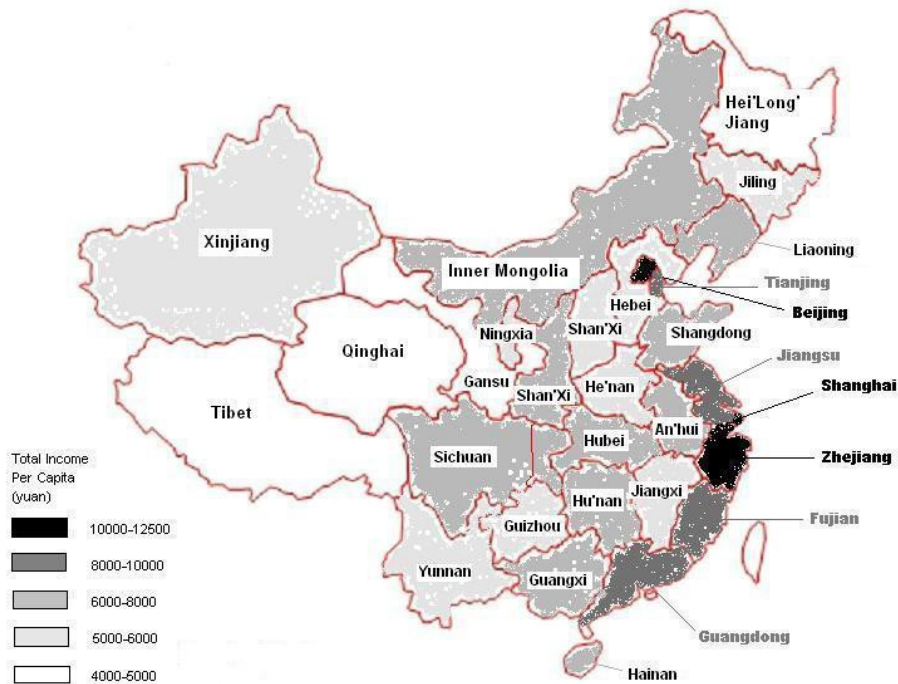 Hei'Long'
Jiang
Jiling
Xinjiang
Liaoning
Inner Mongolia
Tianjing
Hebei
Beijing
Ningxia
Shan'Xi
Shangdong
Qinghai
Jiangsu
Gansu
He'nan
Shanghai
Tibet
Shan'Xi
An'hui
Hubei
Sichuan
Zhejiang
Total Income
Per Capita
(yuan)
Jiangxi
Hu'nan
Guizhou
Fujian
10000-12500
8000-10000
Yunnan
Guangxi
6000-8000
Guangdong
5000-6000
Hainan
4000-5000